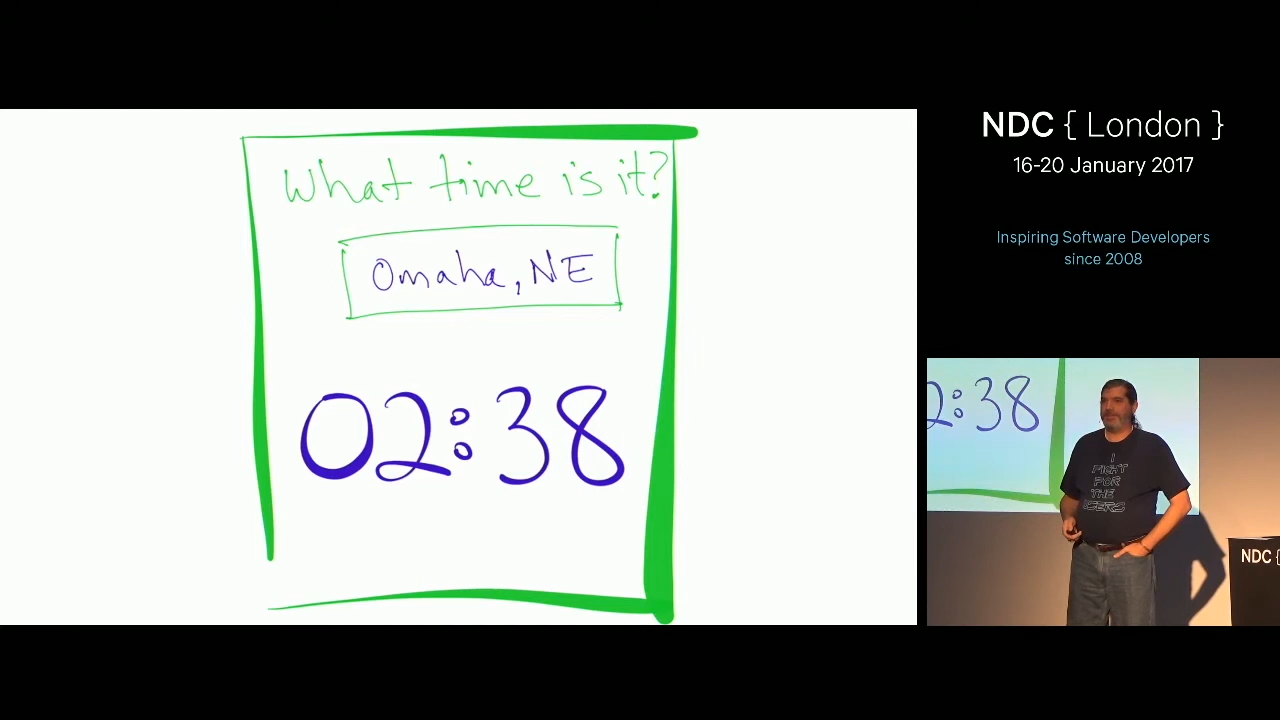 What time is it?
Omaha, NE
02:38
NDC { London }
16-20 January 2017
Inspiring Software Developers
since 2008
2:38
I
FIGHT
FOR
THE
USERS
NDC {